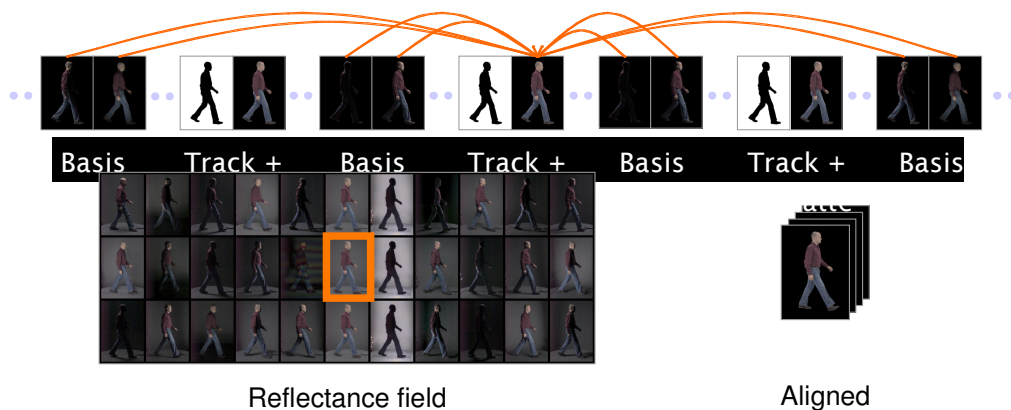 Basis Track + Basis Track + Basis Track + Basis
Reflectance field
Aligned